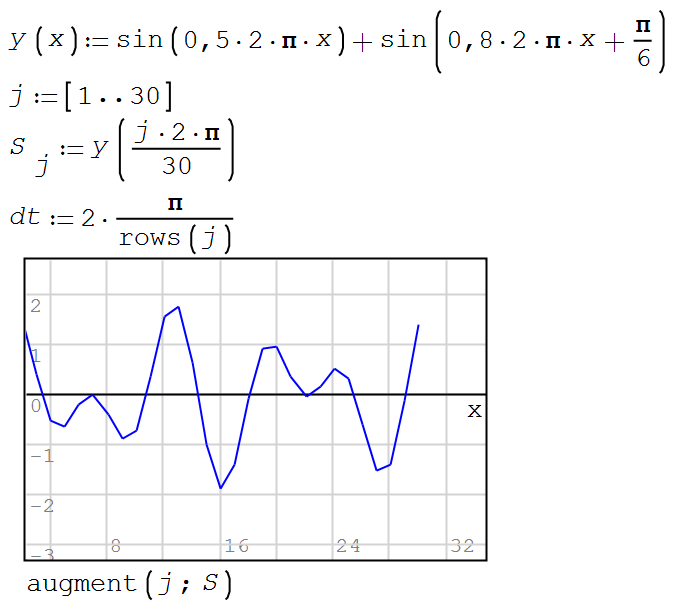 y(x):=sin(0,5·2·π·x)+sin(0,8·2·π·x+π/6)
j:=[1..30]
S j:=y(j·2·π/30)
dt:=2·π/rows(j)
2
1
0
x
-1
-2
-3
8 16 24 32
augment(j;S)